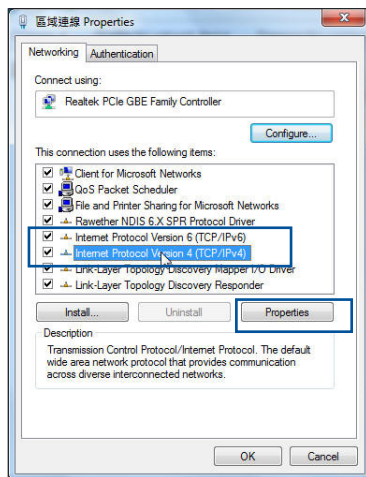 區域連線 Properties
Networking
Authentication
Connect using:
Realtek PCIe GBE Family Controller
Configure...
This connection uses the following items:
Client for Microsoft Networks
QoS Packet Scheduler
File and Printer Sharing for Microsoft Networks
Rawether NDIS 6.X SPR Protocol Driver
Internet Protocol Version 6 (TCP/IPv6)
Internet Protocol Version 4 (TCP/IPv4)
Link-Layer Topology Discovery Mapper I/O Driver
Link-Layer Topology Discovery Responder
Install...
Uninstall
Properties
Description
Transmission Control Protocol/Internet Protocol. The default
wide area network protocol that provides communication
across diverse interconnected networks.
OK
Cancel